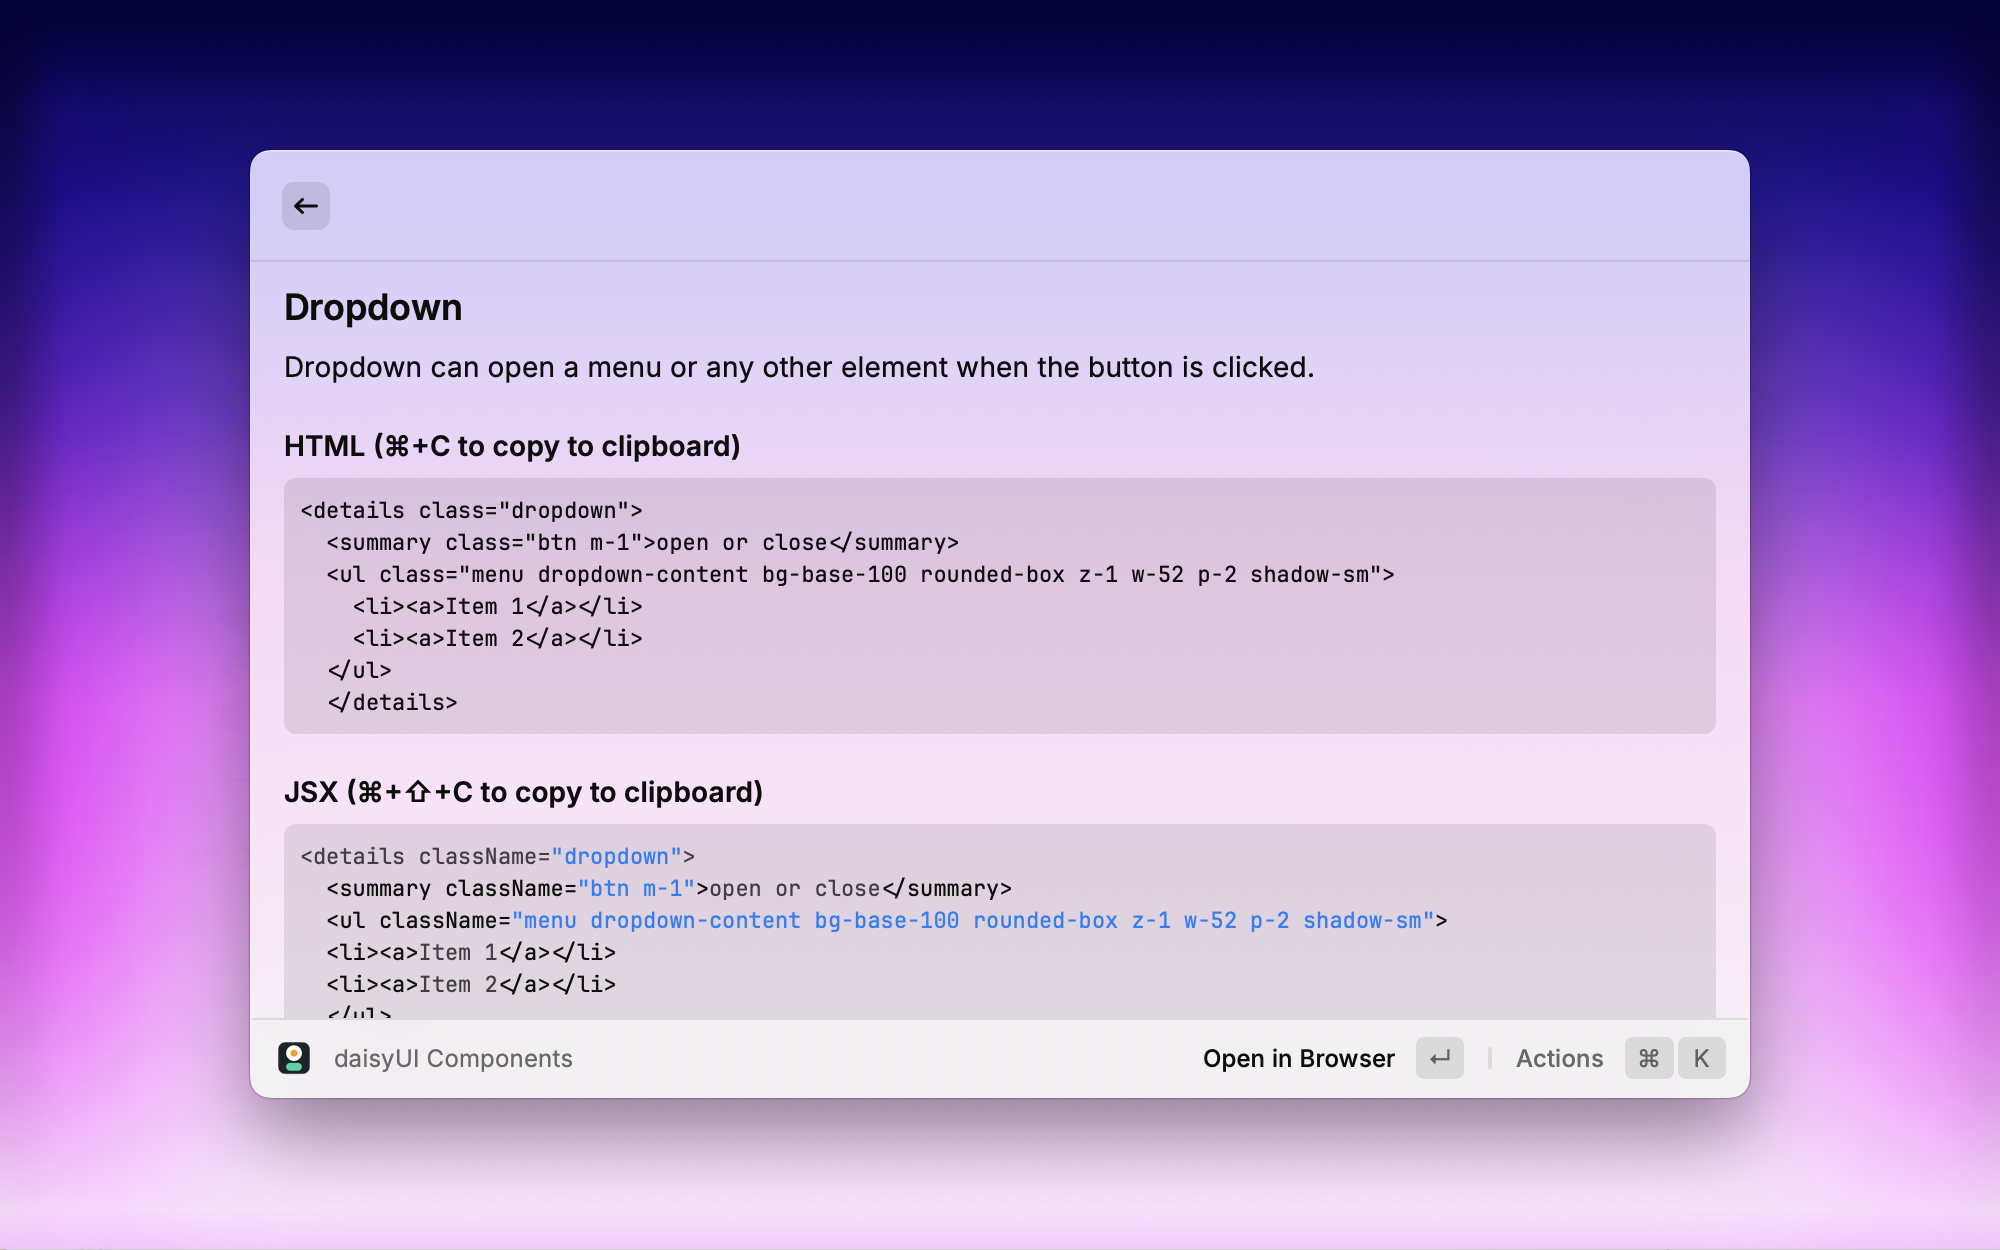 Dropdown
Dropdown can open a menu or any other element when the button is clicked.
HTML (⌘+C to copy to clipboard)
<details class="dropdown">
  <summary class="btn m-1">open or close</summary>
  <ul class="menu dropdown-content bg-base-100 rounded-box z-1 w-52 p-2 shadow-sm">
    <li><a>Item 1</a></li>
    <li><a>Item 2</a></li>
  </ul>
  </details>
JSX (⌘+⇧+C to copy to clipboard)
<details className="dropdown">
  <summary className="btn m-1">open or close</summary>
  <ul className="menu dropdown-content bg-base-100 rounded-box z-1 w-52 p-2 shadow-sm">
  <li><a>Item 1</a></li>
  <li><a>Item 2</a></li>
  </ul>
daisyUI Components
Open in Browser ↵ Actions ⌘ K